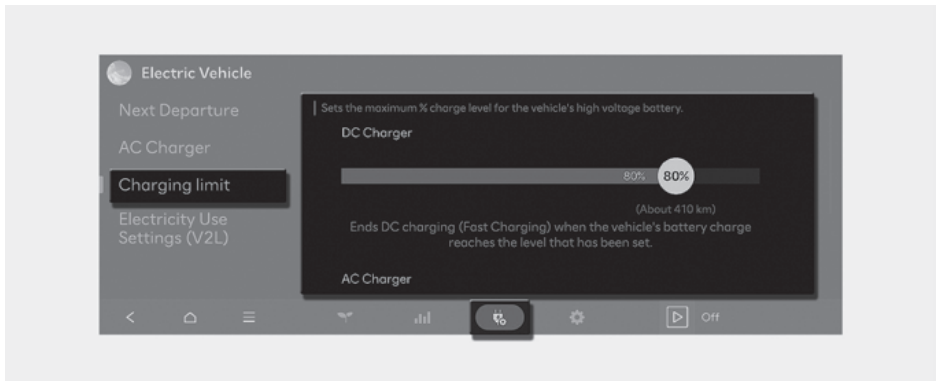 Electric Vehicle
Next Departure
AC Charger
Charging limit
Electricity Use
Settings (V2L)
Sets the maximum % charge level for the vehicle's high voltage battery.
DC Charger
80% 80%
(About 410 km)
Ends DC charging (Fast Charging) when the vehicle's battery charge
reaches the level that has been set.
AC Charger
Off